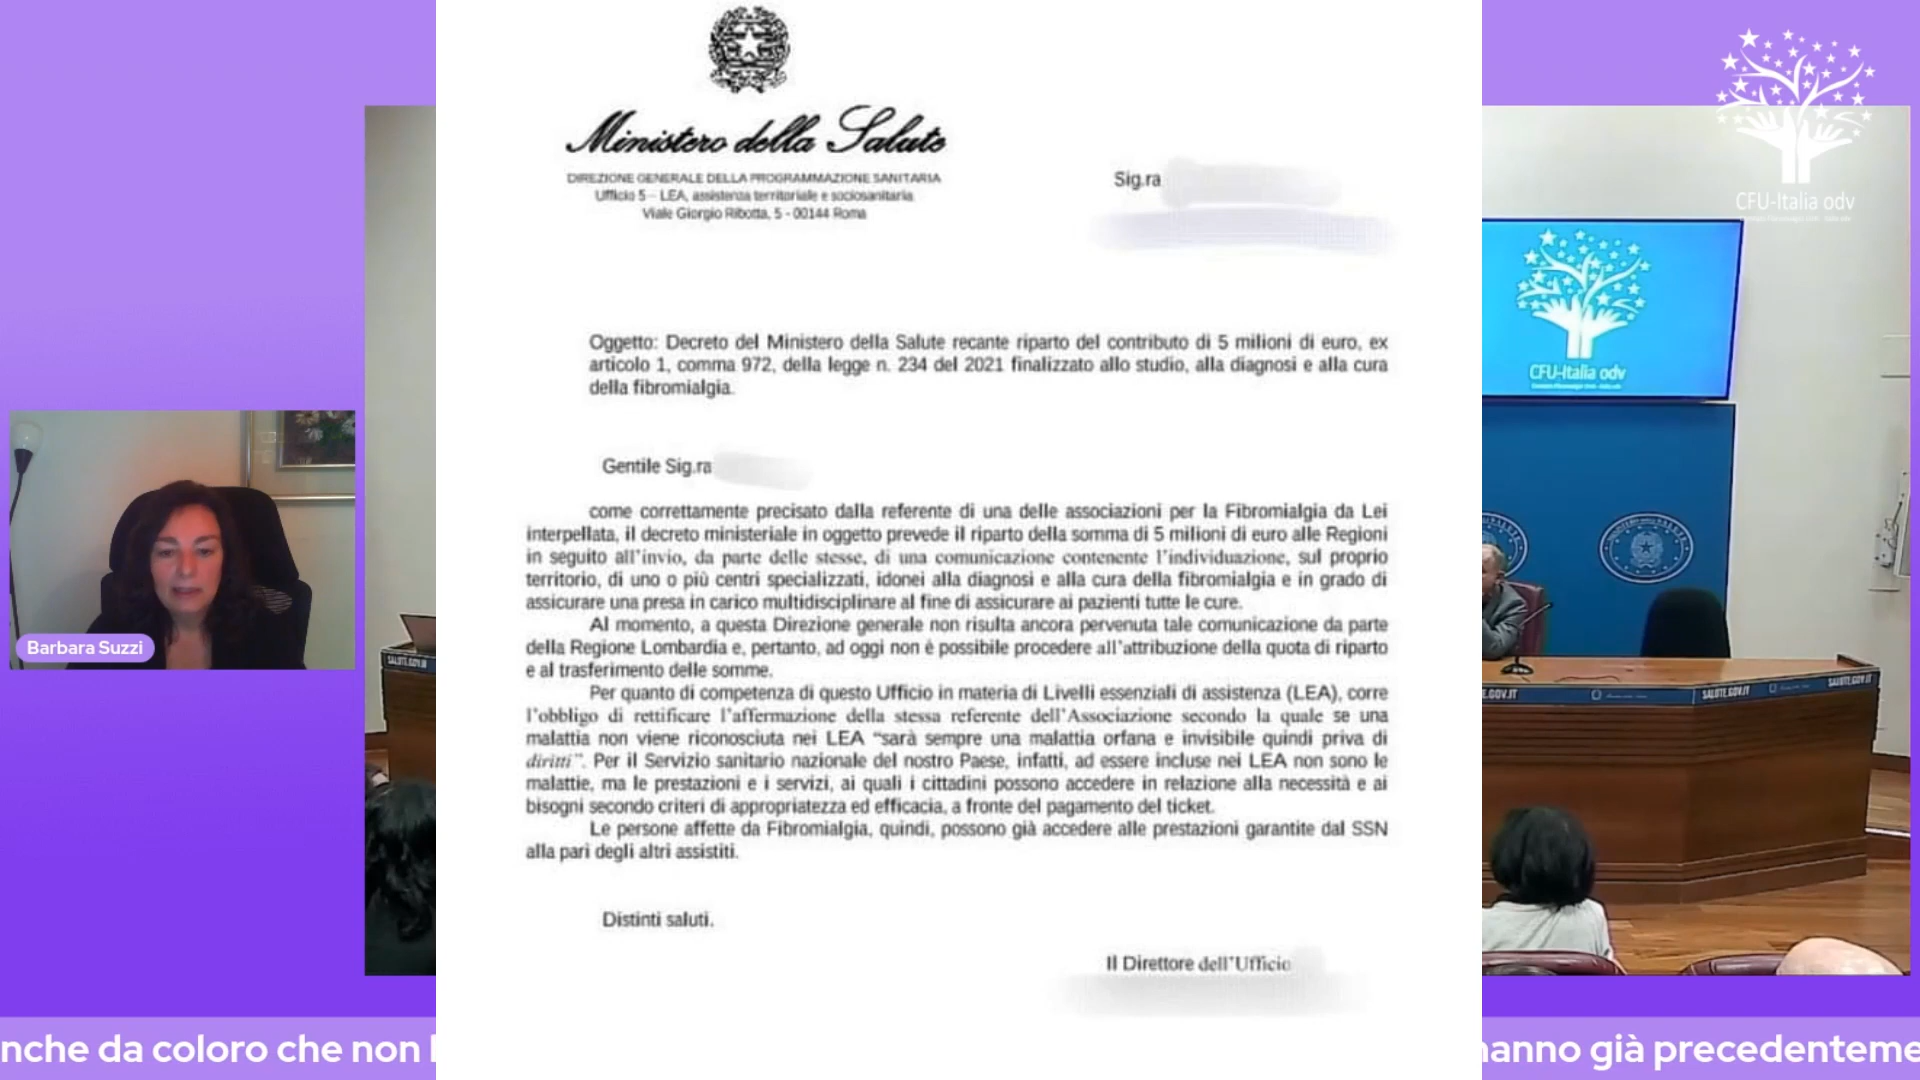 Ministero della Salute
DIREZIONE GENERALE DELLA PROGRAMMAZIONE SANITARIA
Ufficio 5 - LEA, assistenza territoriale e sociosanitaria
Viale Giorgio Ribotta, 5 - 00144 Roma
Sig.ra
Oggetto: Decreto del Ministero della Salute recante riparto del contributo di 5 milioni di euro, ex
articolo 1, comma 972, della legge n. 234 del 2021 finalizzato allo studio, alla diagnosi e alla cura
della fibromialgia.
Gentile Sig.ra
come correttamente precisato dalla referente di una delle associazioni per la Fibromialgia da Lei
interpellata, il decreto ministeriale in oggetto prevede il riparto della somma di 5 milioni di euro alle Regioni
in seguito all'invio, da parte delle stesse, di una comunicazione contenente l'individuazione, sul proprio
territorio, di uno o più centri specializzati, idonei alla diagnosi e alla cura della fibromialgia e in grado di
assicurare una presa in carico multidisciplinare al fine di assicurare ai pazienti tutte le cure.
Al momento, a questa Direzione generale non risulta ancora pervenuta tale comunicazione da parte
della Regione Lombardia e, pertanto, ad oggi non è possibile procedere all'attribuzione della quota di riparto
e al trasferimento delle somme.
Per quanto di competenza di questo Ufficio in materia di Livelli essenziali di assistenza (LEA), corre
l'obbligo di rettificare l'affermazione della stessa referente dell'Associazione secondo la quale se una
malattia non viene riconosciuta nei LEA "sarà sempre una malattia orfana e invisibile quindi priva di
diritti". Per il Servizio sanitario nazionale del nostro Paese, infatti, ad essere incluse nei LEA non sono le
malattie, ma le prestazioni e i servizi, ai quali i cittadini possono accedere in relazione alla necessità e ai
bisogni secondo criteri di appropriatezza ed efficacia, a fronte del pagamento del ticket.
Le persone affette da Fibromialgia, quindi, possono già accedere alle prestazioni garantite dal SSN
alla pari degli altri assistiti.
Distinti saluti.
Il Direttore dell'Ufficio
Barbara Suzzi
CFU-Italia odv
CFU-Italia odv
SALUTE.GOV.IT
E.GOV.IT
SALUTE.GOV.IT
SALUTE.GOV.IT
nche da coloro che non
hanno già precedenteme